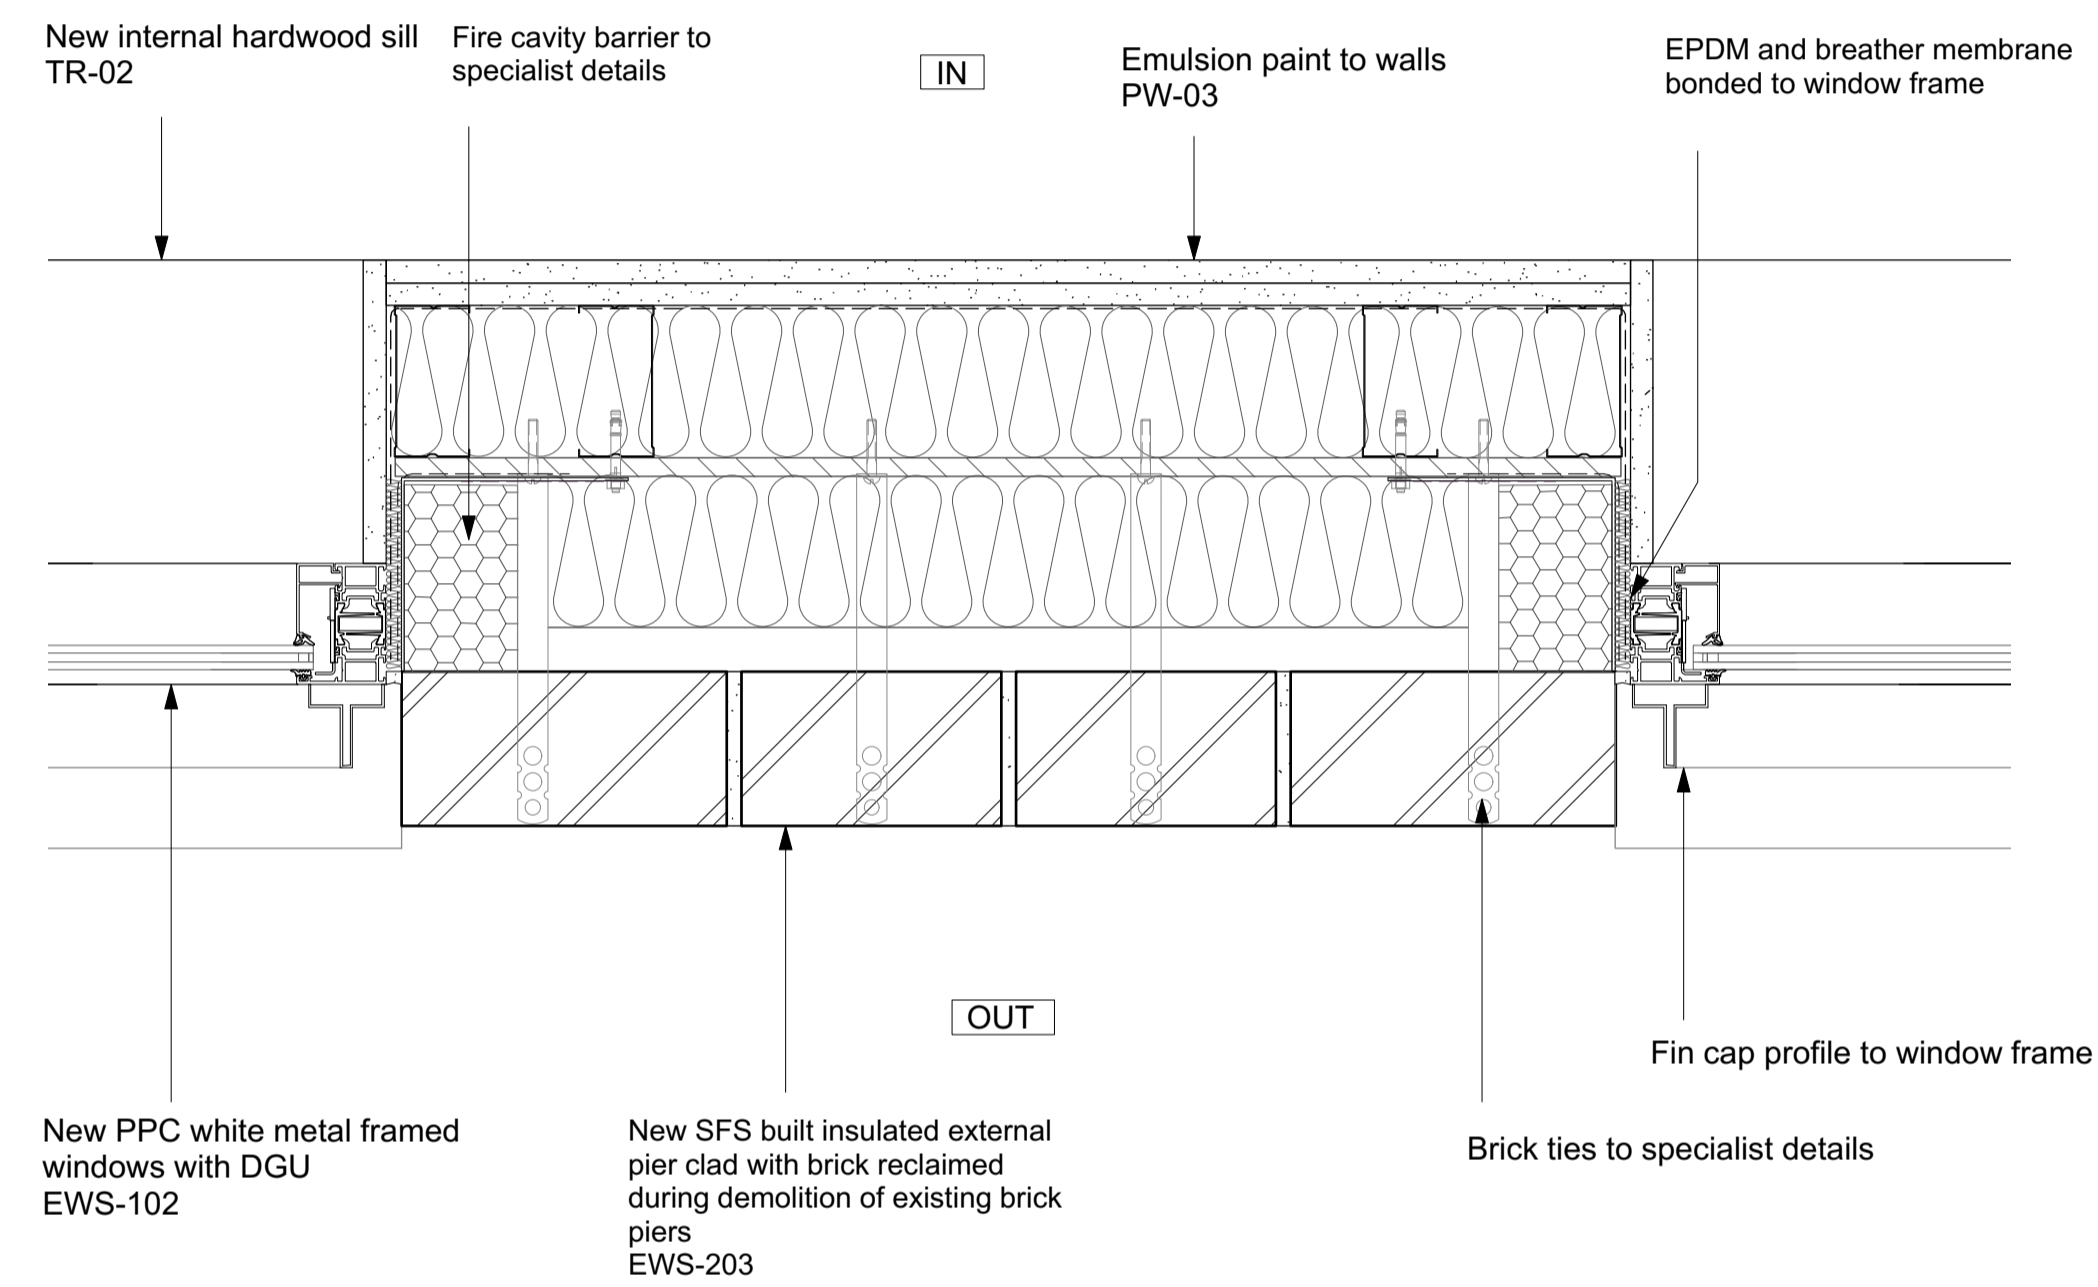 New internal hardwood sill
TR-02
Fire cavity barrier to
specialist details
IN
Emulsion paint to walls
PW-03
EPDM and breather membrane
bonded to window frame
OUT
Fin cap profile to window frame
New PPC white metal framed
windows with DGU
EWS-102
New SFS built insulated external
pier clad with brick reclaimed
during demolition of existing brick
piers
EWS-203
Brick ties to specialist details